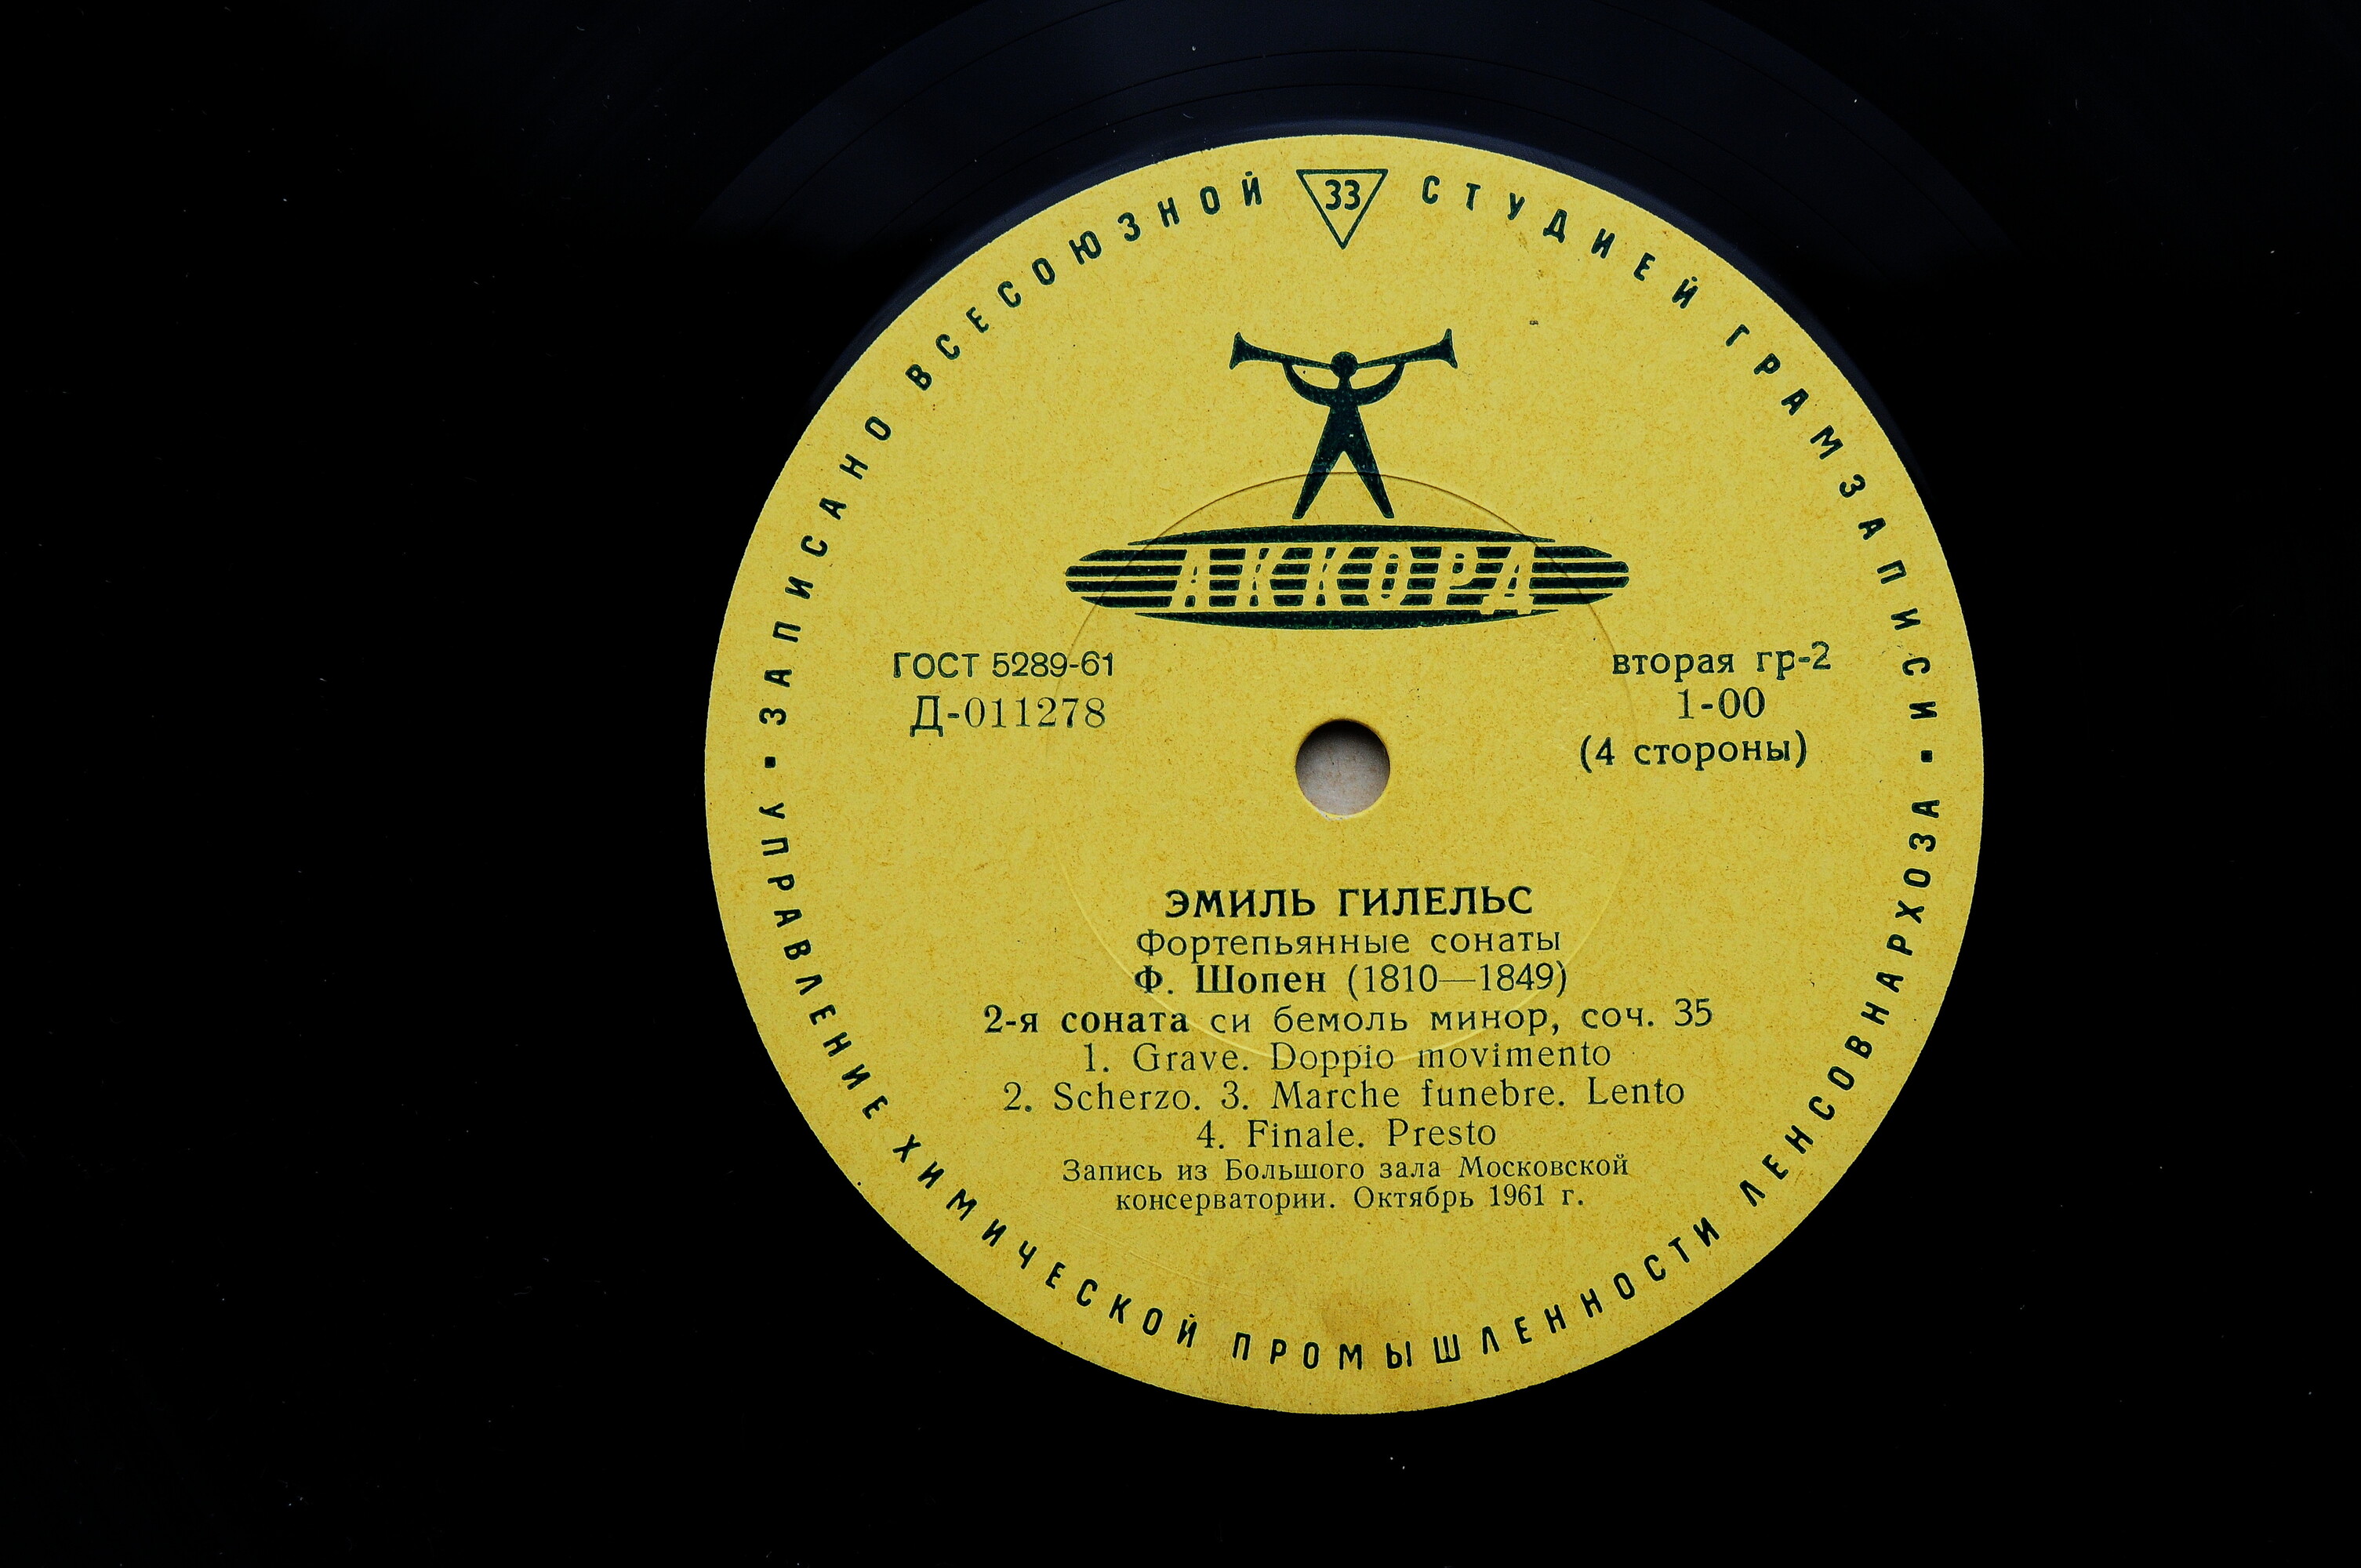 ЗАПИСАНО ВСЕСОЮЗНОЙ СТУДИЕЙ ГРАМЗАПИСИ
33
АККОРД
ГОСТ 5289-61
Д-011278
вторая гр-2
1-00
(4 стороны)
ЭМИЛЬ ГИЛЕЛЬС
Фортепьянные сонаты
Ф. Шопен (1810—1849)
2-я соната си бемоль минор, соч. 35
1. Grave. Doppio movimento
2. Scherzo. 3. Marche funebre. Lento
4. Finale. Presto
Запись из Большого зала Московской
консерватории. Октябрь 1961 г.
УПРАВЛЕНИЕ ХИМИЧЕСКОЙ ПРОМЫШЛЕННОСТИ ЛЕНСОВНАРХОЗА